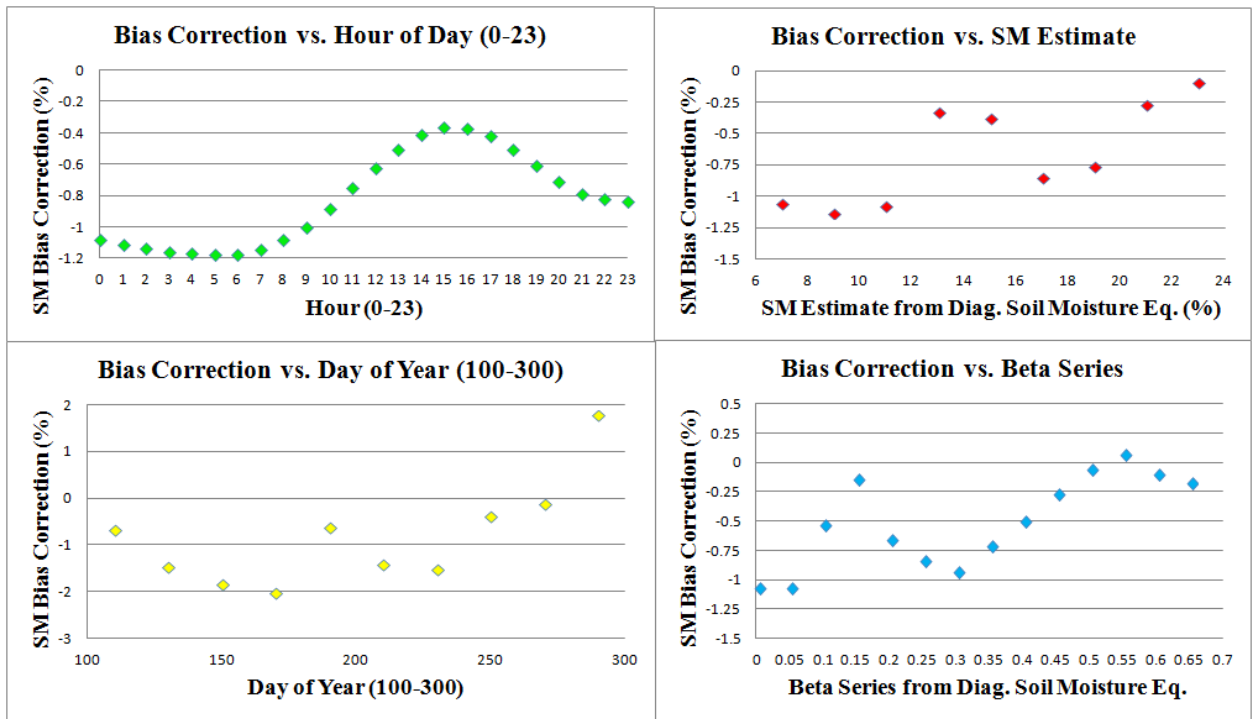 Bias Correction vs. Hour of Day (0-23)
SM Bias Correction (%)
0
-0.2
-0.4
-0.6
-0.8
-1
-1.2
0 1 2 3 4 5 6 7 8 9 10 11 12 13 14 15 16 17 18 19 20 21 22 23
Hour (0-23)
Bias Correction vs. SM Estimate
SM Bias Correction (%)
0
-0.25
-0.5
-0.75
-1
-1.25
-1.5
6 8 10 12 14 16 18 20 22 24
SM Estimate from Diag. Soil Moisture Eq. (%)
Bias Correction vs. Day of Year (100-300)
SM Bias Correction (%)
2
1
0
-1
-2
-3
100 150 200 250 300
Day of Year (100-300)
Bias Correction vs. Beta Series
SM Bias Correction (%)
0.5
0.25
0
-0.25
-0.5
-0.75
-1
-1.25
-1.5
0 0.05 0.1 0.15 0.2 0.25 0.3 0.35 0.4 0.45 0.5 0.55 0.6 0.65 0.7
Beta Series from Diag. Soil Moisture Eq.